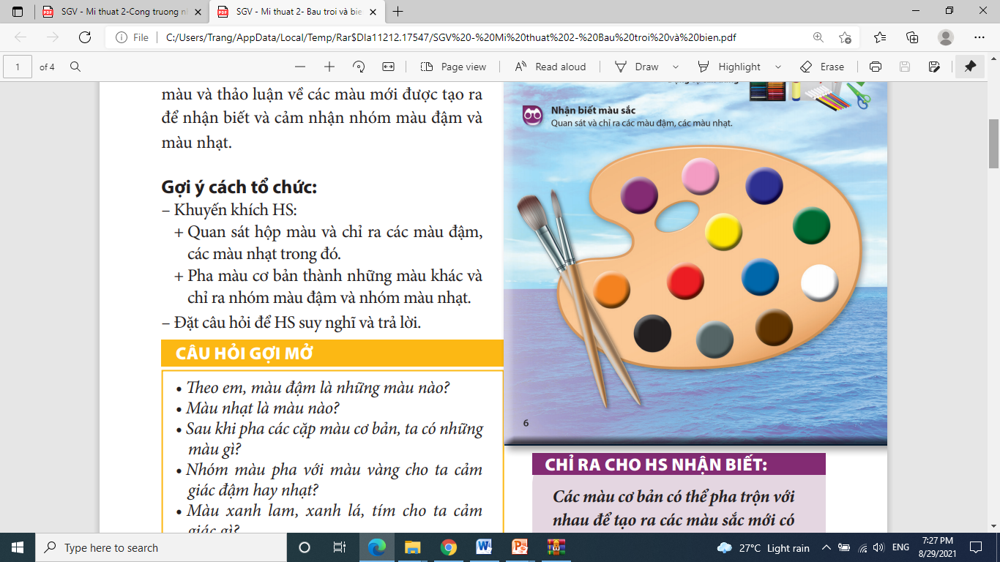 SGV - Mi thuat 2-Cong truong
SGV - Mi thuat 2- Bau troi và bie
File
C:/Users/Trang/AppData/Local/Temp/Rar$DIa11212.17547/SGV%20-%20Mi%20thuat%202-%20Bau%20troi%20và%20bien.pdf
1 of 4
Page view
Read aloud
Draw
Highlight
Erase
màu và thảo luận về các màu mới được tạo ra
để nhận biết và cảm nhận nhóm màu đậm và
màu nhạt.
Gợi ý cách tổ chức:
– Khuyến khích HS:
+ Quan sát hộp màu và chỉ ra các màu đậm,
các màu nhạt trong đó.
+ Pha màu cơ bản thành những màu khác và
chỉ ra nhóm màu đậm và nhóm màu nhạt.
– Đặt câu hỏi để HS suy nghĩ và trả lời.
CÂU HỎI GỢI MỞ
• Theo em, màu đậm là những màu nào?
• Màu nhạt là màu nào?
• Sau khi pha các cặp màu cơ bản, ta có những
màu gì?
• Nhóm màu pha với màu vàng cho ta cảm
giác đậm hay nhạt?
• Màu xanh lam, xanh lá, tím cho ta cảm
giác gì?
Nhận biết màu sắc
Quan sát và chỉ ra các màu đậm, các màu nhạt.
6
CHỈ RA CHO HS NHẬN BIẾT:
Các màu cơ bản có thể pha trộn với
nhau để tạo ra các màu sắc mới có
Type here to search
27°C Light rain
ENG
7:27 PM
8/29/2021